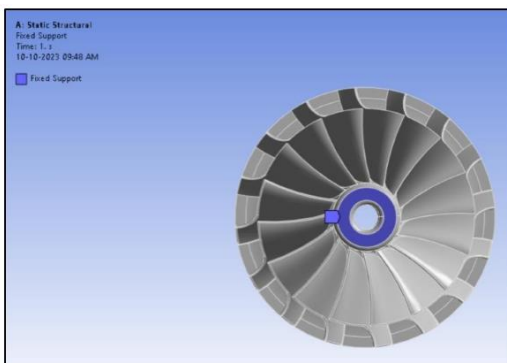 A: Static Structural
Fixed Support
Time: 1. s
10-10-2023 09:48 AM
Fixed Support